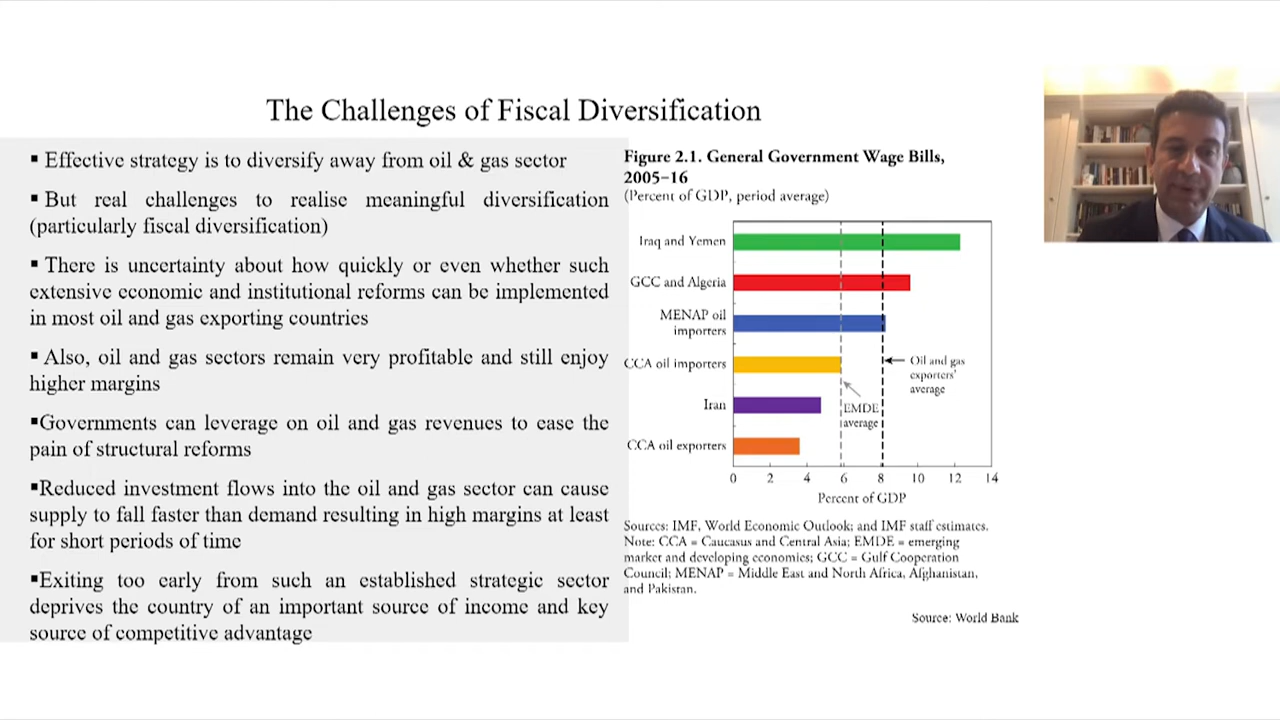 The Challenges of Fiscal Diversification
▪ Effective strategy is to diversify away from oil & gas sector
▪ But real challenges to realise meaningful diversification
(particularly fiscal diversification)
▪ There is uncertainty about how quickly or even whether such
extensive economic and institutional reforms can be implemented
in most oil and gas exporting countries
▪ Also, oil and gas sectors remain very profitable and still enjoy
higher margins
▪Governments can leverage on oil and gas revenues to ease the
pain of structural reforms
▪Reduced investment flows into the oil and gas sector can cause
supply to fall faster than demand resulting in high margins at least
for short periods of time
▪Exiting too early from such an established strategic sector
deprives the country of an important source of income and key
source of competitive advantage
Figure 2.1. General Government Wage Bills,
2005–16
(Percent of GDP, period average)
Iraq and Yemen
GCC and Algeria
MENAP oil
importers
CCA oil importers
Iran
CCA oil exporters
Oil and gas
exporters'
average
EMDE
average
0 2 4 6 8 10 12 14
Percent of GDP
Sources: IMF, World Economic Outlook; and IMF staff estimates.
Note: CCA = Caucasus and Central Asia; EMDE = emerging
market and developing economies; GCC = Gulf Cooperation
Council; MENAP = Middle East and North Africa, Afghanistan,
and Pakistan.
Source: World Bank